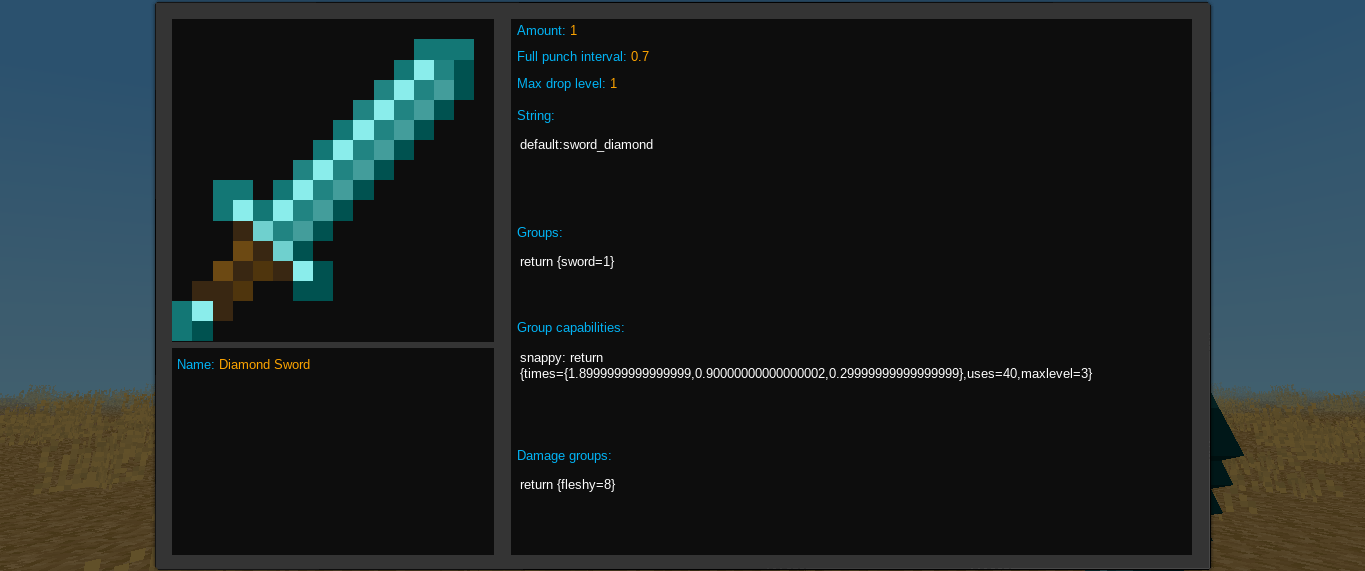 Amount: 1
Full punch interval: 0.7
Max drop level: 1
String:
default:sword_diamond
Groups:
return {sword=1}
Group capabilities:
snappy: return
{times={1.8999999999999999,0.90000000000000002,0.29999999999999999},uses=40,maxlevel=3}
Damage groups:
return {fleshy=8}
Name: Diamond Sword